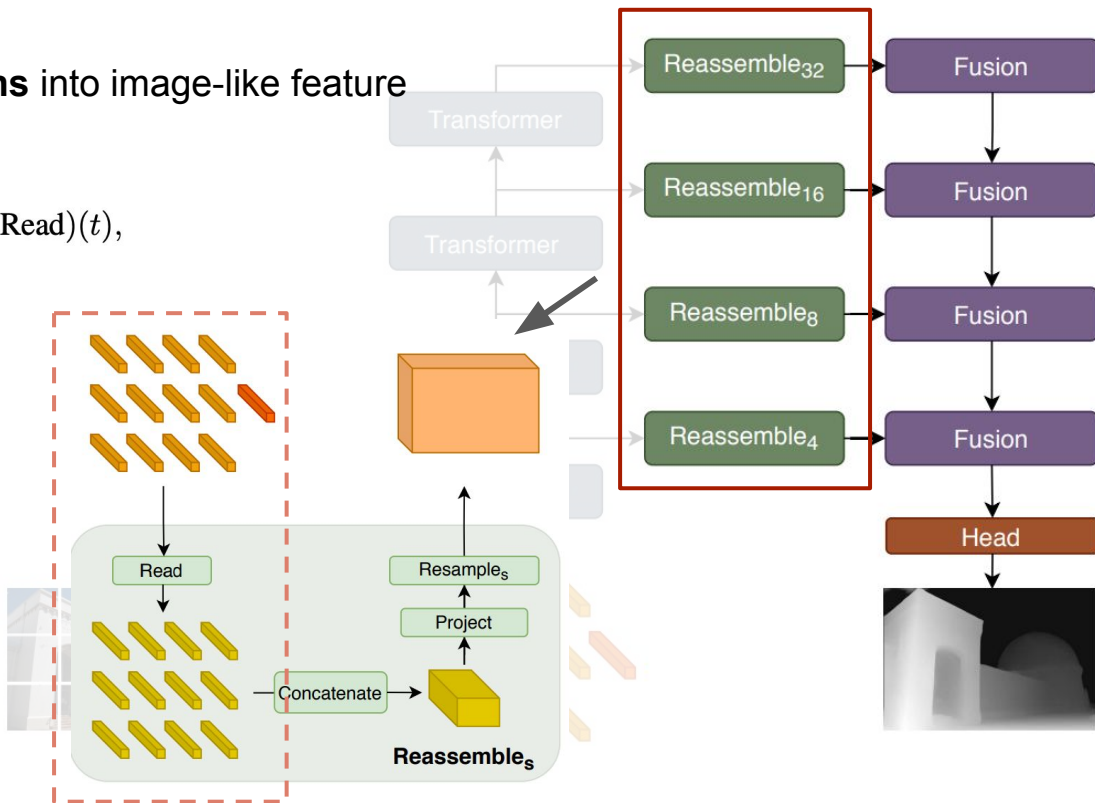 ns into image-like feature
Read)(t),
Transformer
Transformer
Reassemble32
Fusion
Reassemble16
Fusion
Reassemble8
Fusion
Reassemble4
Fusion
Head
Read
Resamples
Project
Concatenate
Reassembles